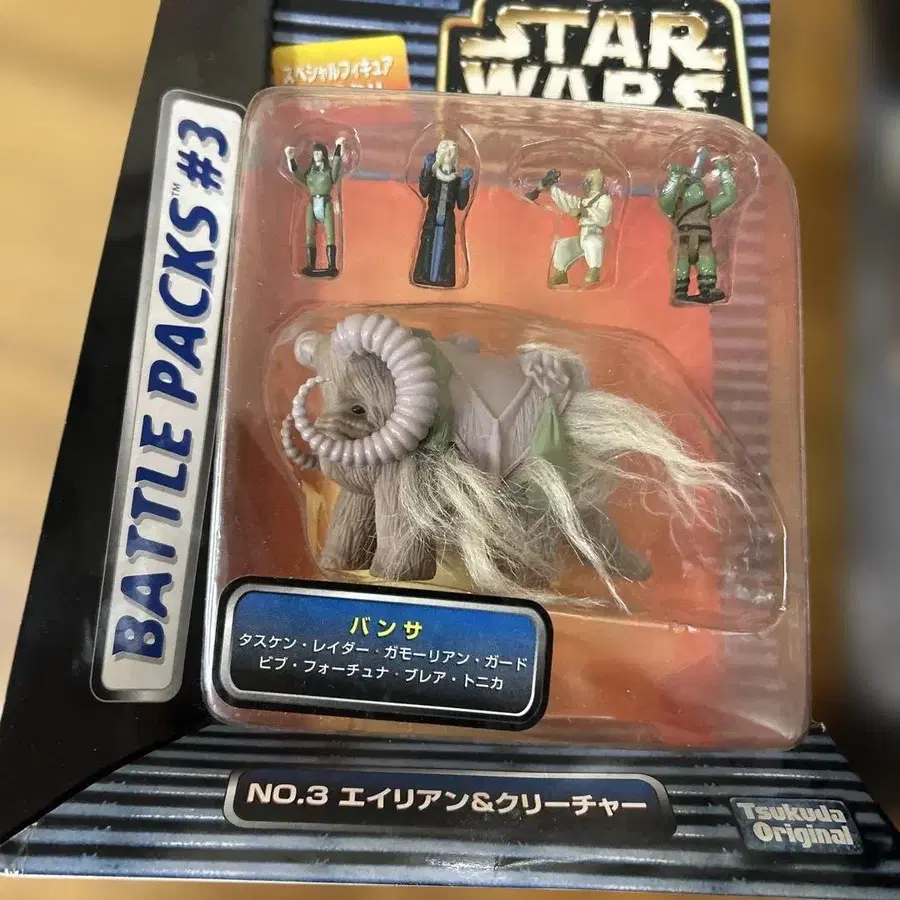 STAR
WARS
スペシャルフィギュア
BATTLE PACKS™ #3
バンサ
タスケン・レイダー・ガモーリアン・ガード
ビブ・フォーチュナ・ブレア・トニカ
NO.3 エイリアン&クリーチャー
Tsukuda
Original